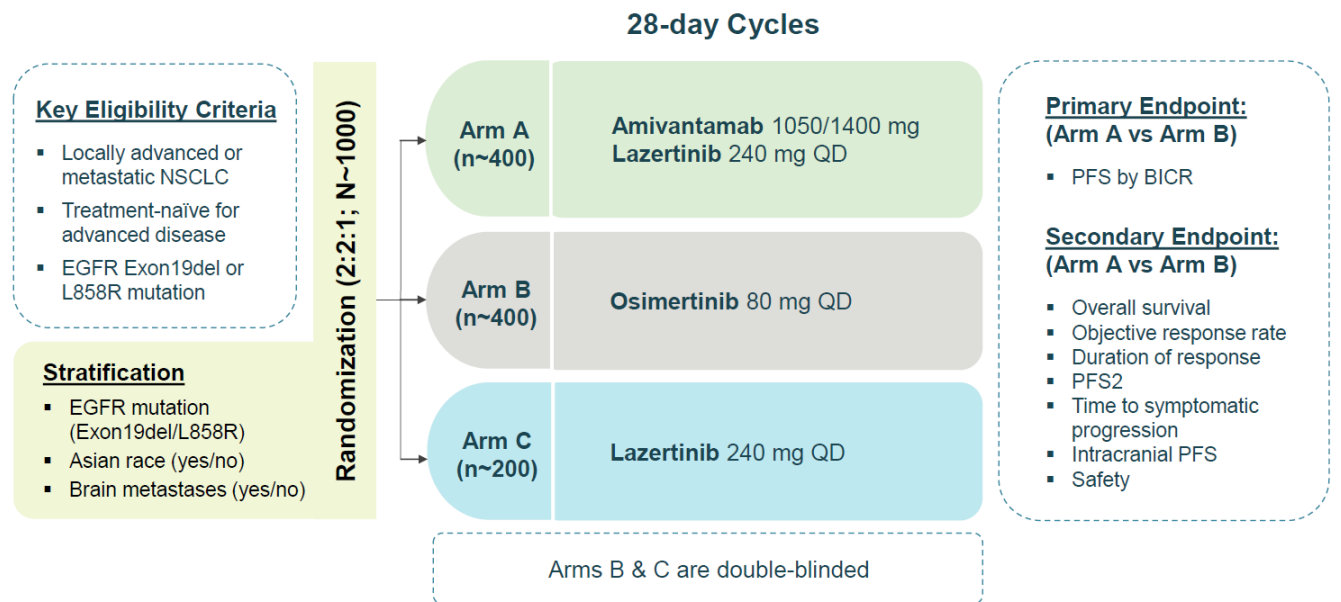 28-day Cycles
Key Eligibility Criteria
▪ Locally advanced or
metastatic NSCLC
▪ Treatment-naïve for
advanced disease
▪ EGFR Exon19del or
L858R mutation
Stratification
▪ EGFR mutation
(Exon19del/L858R)
▪ Asian race (yes/no)
▪ Brain metastases (yes/no)
Randomization (2:2:1; N~1000)
Arm A
(n~400)
Amivantamab 1050/1400 mg
Lazertinib 240 mg QD
Arm B
(n~400)
Osimertinib 80 mg QD
Arm C
(n~200)
Lazertinib 240 mg QD
Arms B & C are double-blinded
Primary Endpoint:
(Arm A vs Arm B)
▪ PFS by BICR
Secondary Endpoint:
(Arm A vs Arm B)
▪ Overall survival
▪ Objective response rate
▪ Duration of response
▪ PFS2
▪ Time to symptomatic
progression
▪ Intracranial PFS
▪ Safety